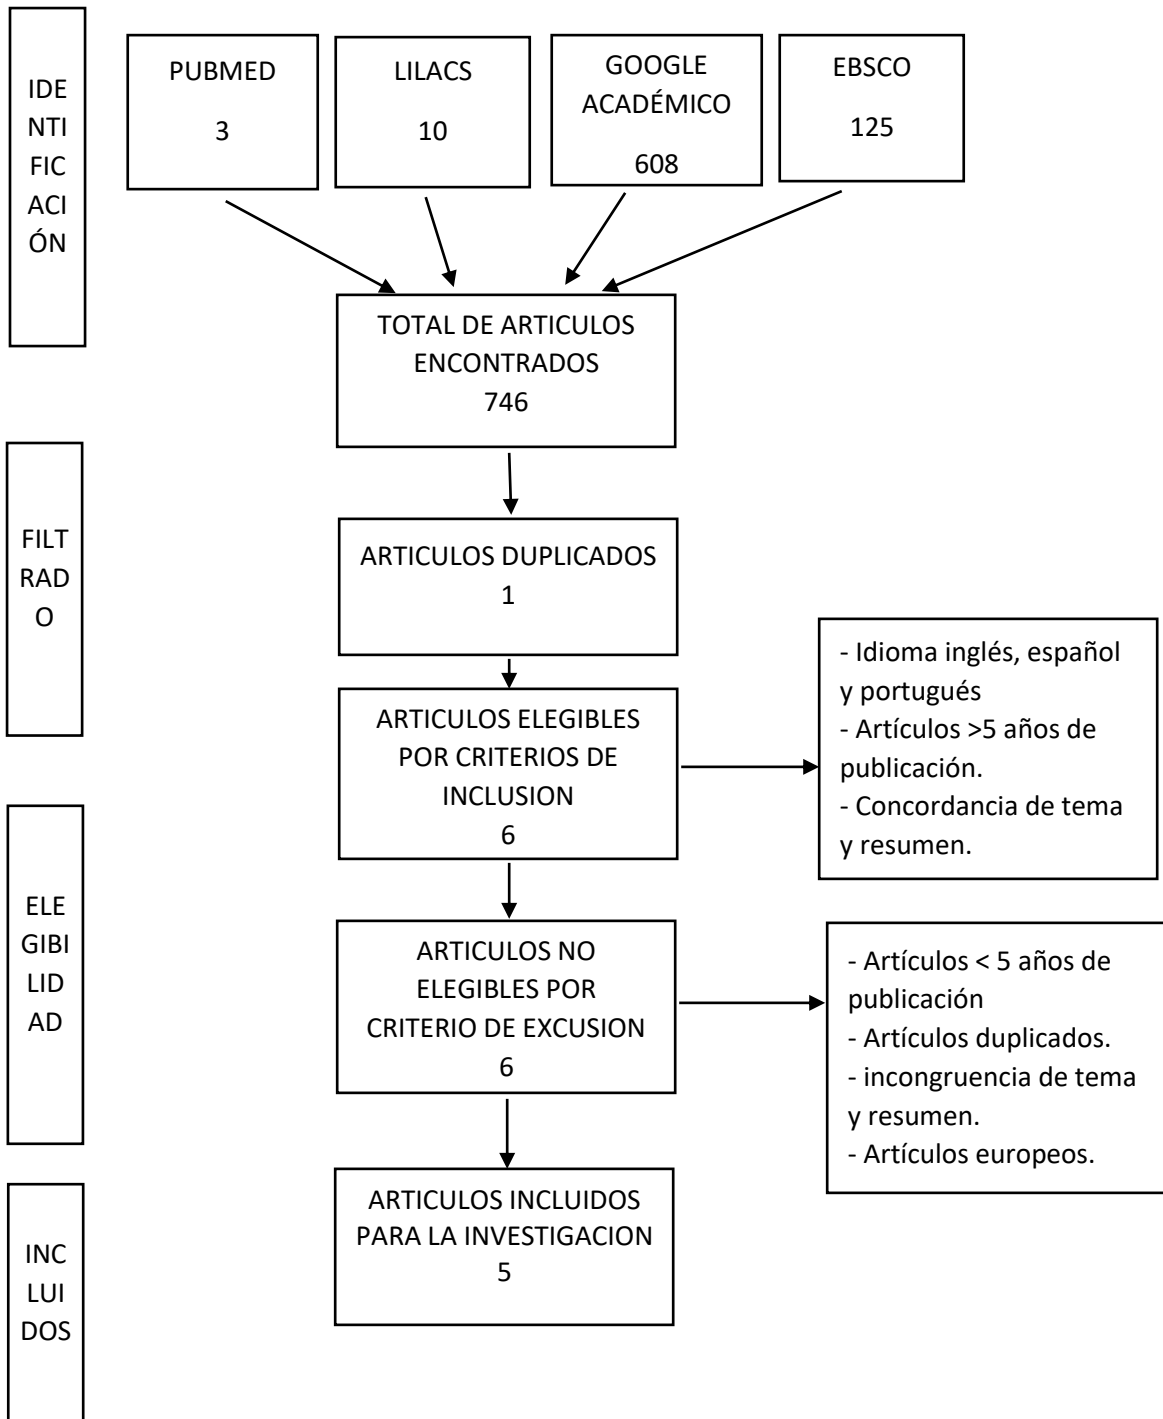 IDE
NTI
FIC
ACI
ÓN
PUBMED
3
LILACS
10
GOOGLE
ACADÉMICO
608
EBSCO
125
TOTAL DE ARTICULOS
ENCONTRADOS
746
FILT
RAD
O
ARTICULOS DUPLICADOS
1
ARTICULOS ELEGIBLES
POR CRITERIOS DE
INCLUSION
6
- Idioma inglés, español
y portugués
- Artículos >5 años de
publicación.
- Concordancia de tema
y resumen.
ELE
GIBI
LID
AD
ARTICULOS NO
ELEGIBLES POR
CRITERIO DE EXCUSION
6
- Artículos < 5 años de
publicación
- Artículos duplicados.
- incongruencia de tema
y resumen.
- Artículos europeos.
INC
LUI
DOS
ARTICULOS INCLUIDOS
PARA LA INVESTIGACION
5